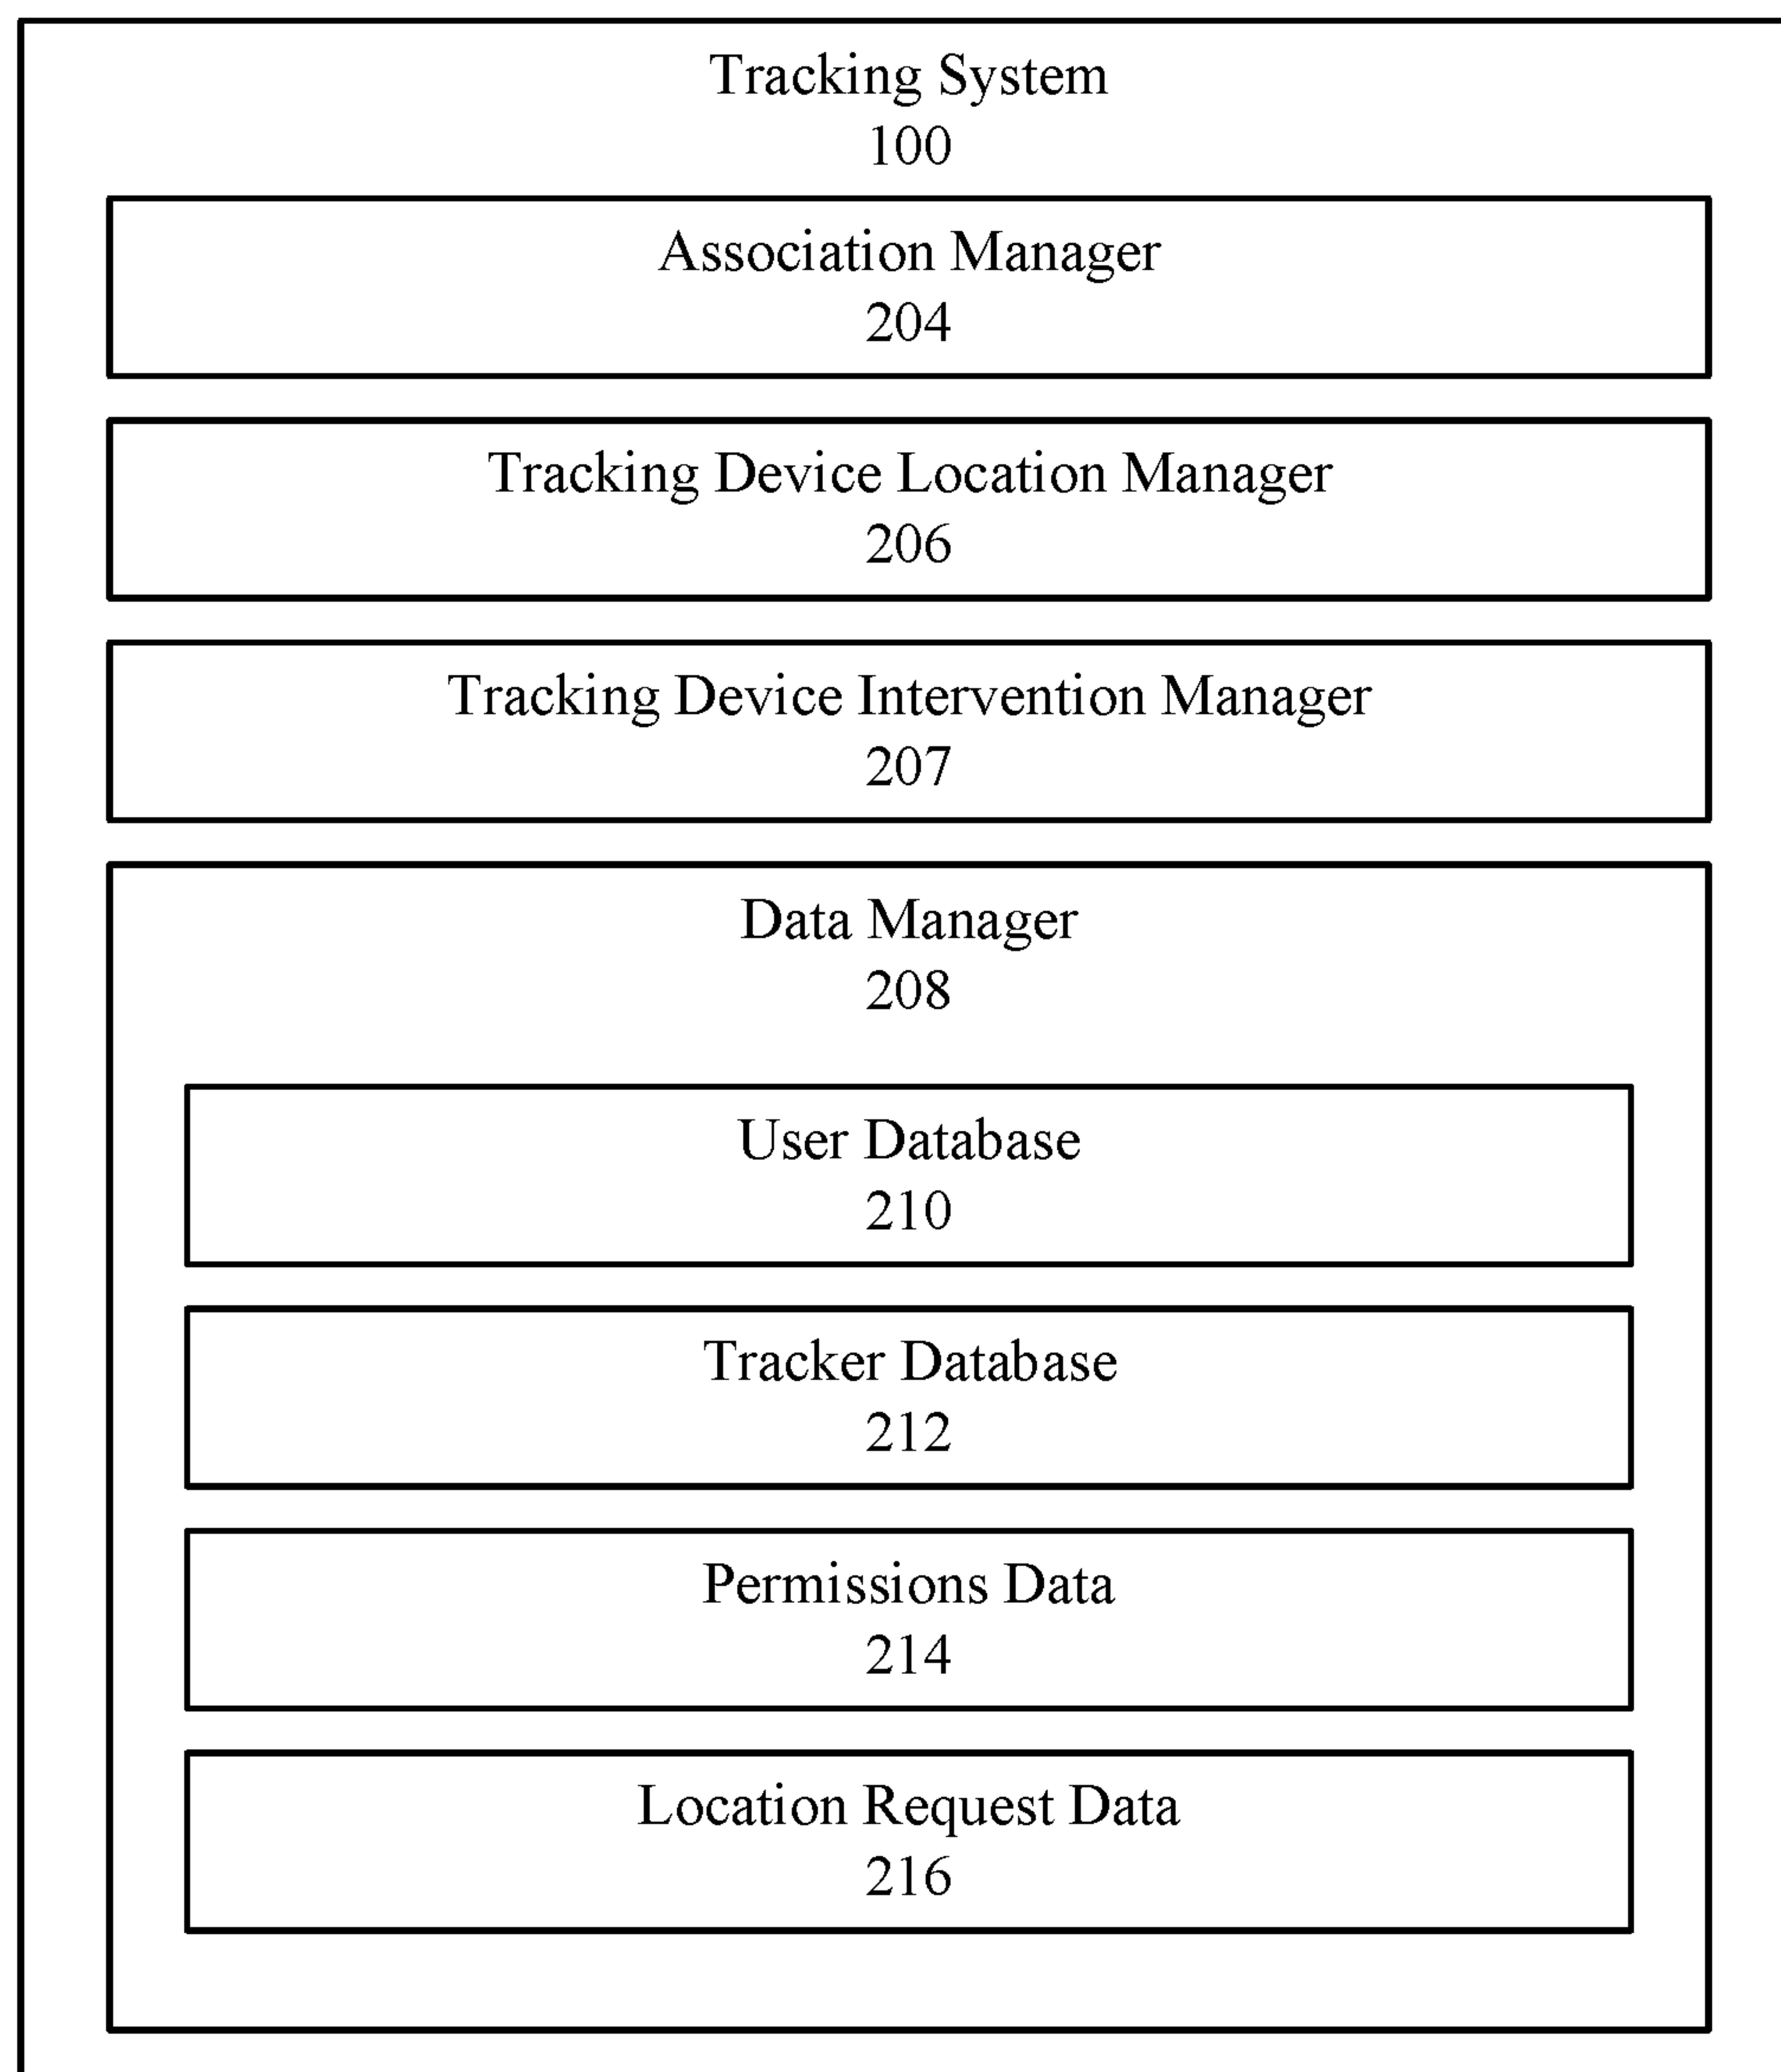 Tracking System
100
Association Manager
204
Tracking Device Location Manager
206
Tracking Device Intervention Manager
207
Data Manager
208
User Database
210
Tracker Database
212
Permissions Data
214
Location Request Data
216